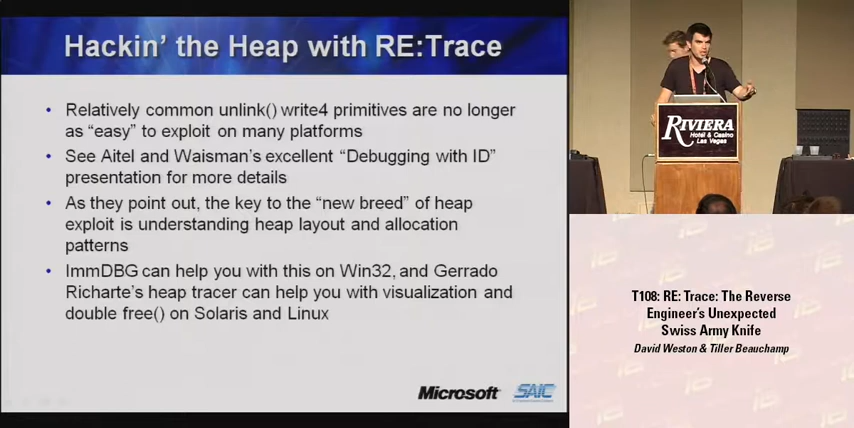 Hackin' the Heap with RE:Trace
• Relatively common unlink() write4 primitives are no longer
as "easy" to exploit on many platforms
• See Aitel and Waisman's excellent "Debugging with ID"
presentation for more details
• As they point out, the key to the "new breed" of heap
exploit is understanding heap layout and allocation
patterns
• ImmDBG can help you with this on Win32, and Gerrado
Richarte's heap tracer can help you with visualization and
double free() on Solaris and Linux
Microsoft
SAIC
RIVIERA
Hotel & Casino
Las Vegas
T108: RE: Trace: The Reverse
Engineer's Unexpected
Swiss Army Knife
David Weston & Tiller Beauchamp